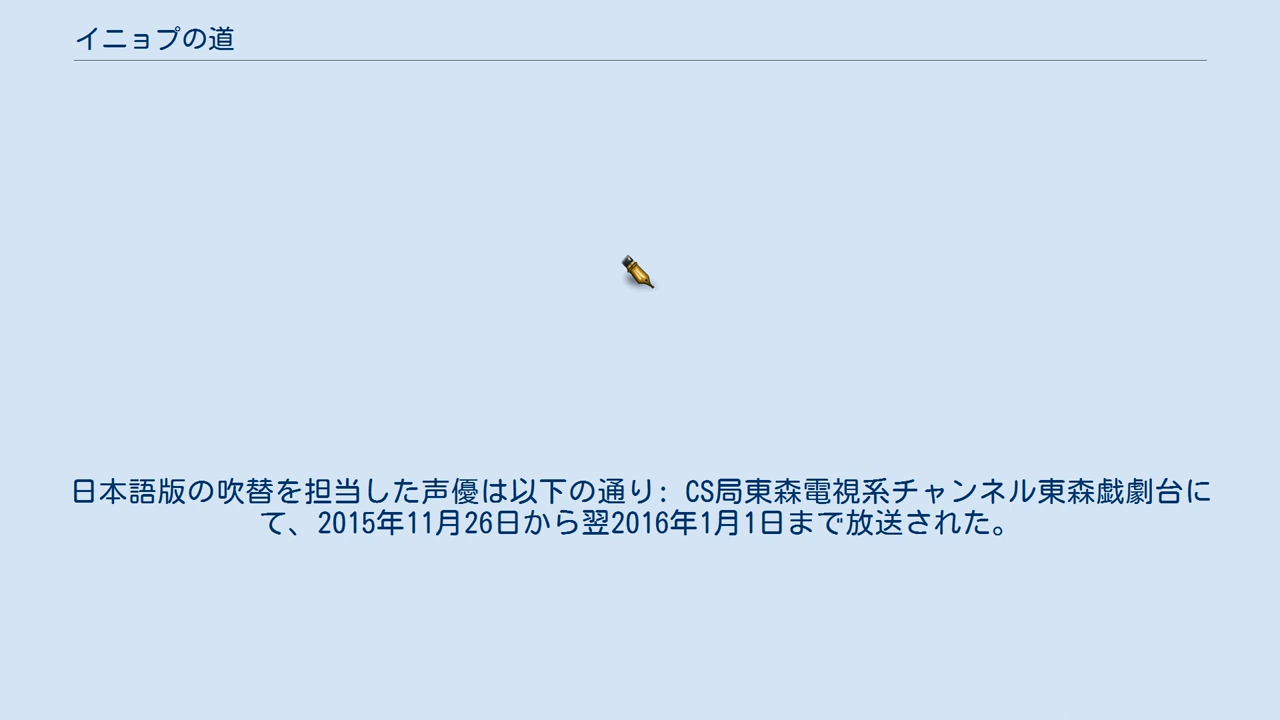 イニョプの道
日本語版の吹替を担当した声優は以下の通り: CS局東森電視系チャンネル東森戯劇台に
て、2015年11月26日から翌2016年1月1日まで放送された。